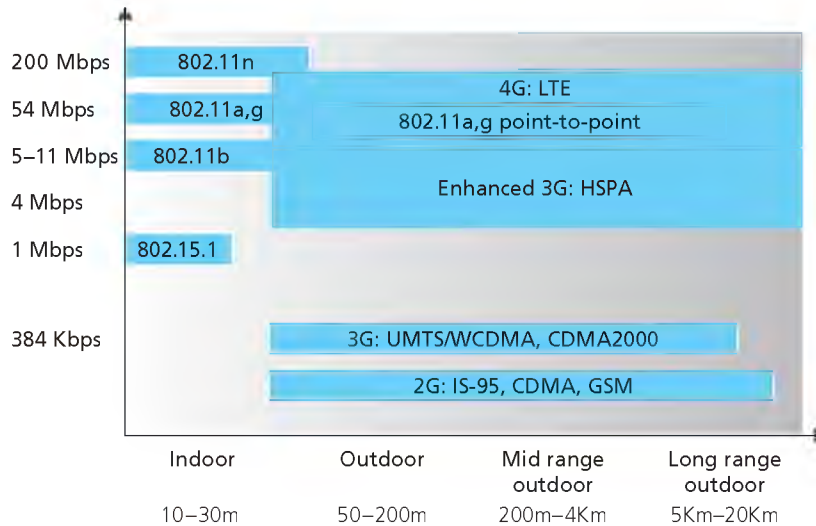 200 Mbps
802.11n
4G: LTE
54 Mbps
802.11a,g
802.11a,g point-to-point
5–11 Mbps
802.11b
Enhanced 3G: HSPA
4 Mbps
1 Mbps
802.15.1
384 Kbps
3G: UMTS/WCDMA, CDMA2000
2G: IS-95, CDMA, GSM
Indoor
Outdoor
Mid range
outdoor
Long range
outdoor
10–30m
50–200m
200m–4Km
5Km–20Km